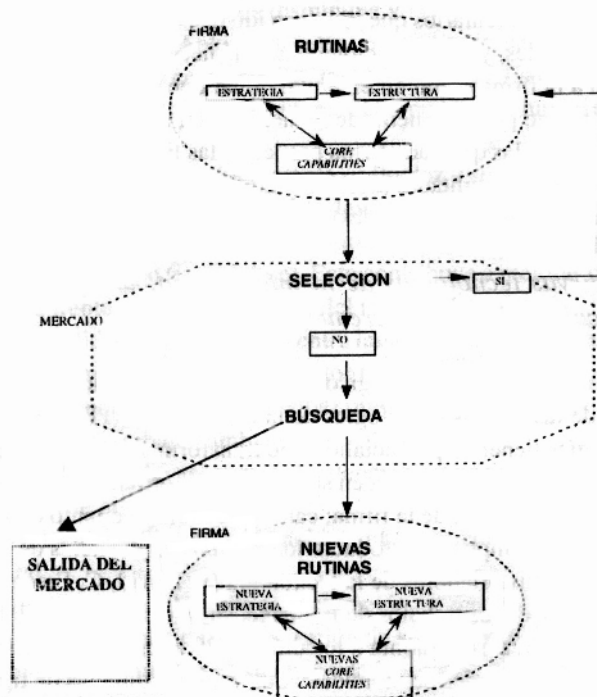 FIRMA
RUTINAS
ESTRATEGIA
ESTRUCTURA
CORE
CAPABILITIES
SELECCION
SI
MERCADO
NO
BÚSQUEDA
FIRMA
SALIDA DEL
MERCADO
NUEVAS
RUTINAS
NUEVA
ESTRATEGIA
NUEVA
ESTRUCTURA
NUEVAS
CORE
CAPABILITIES